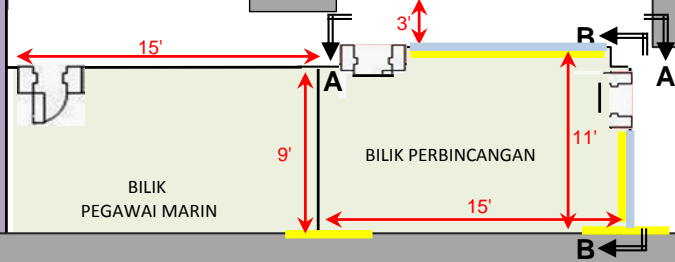 3'
B
15'
A
A
9'
BILIK PERBINCANGAN
11'
BILIK
PEGAWAI MARIN
15'
B